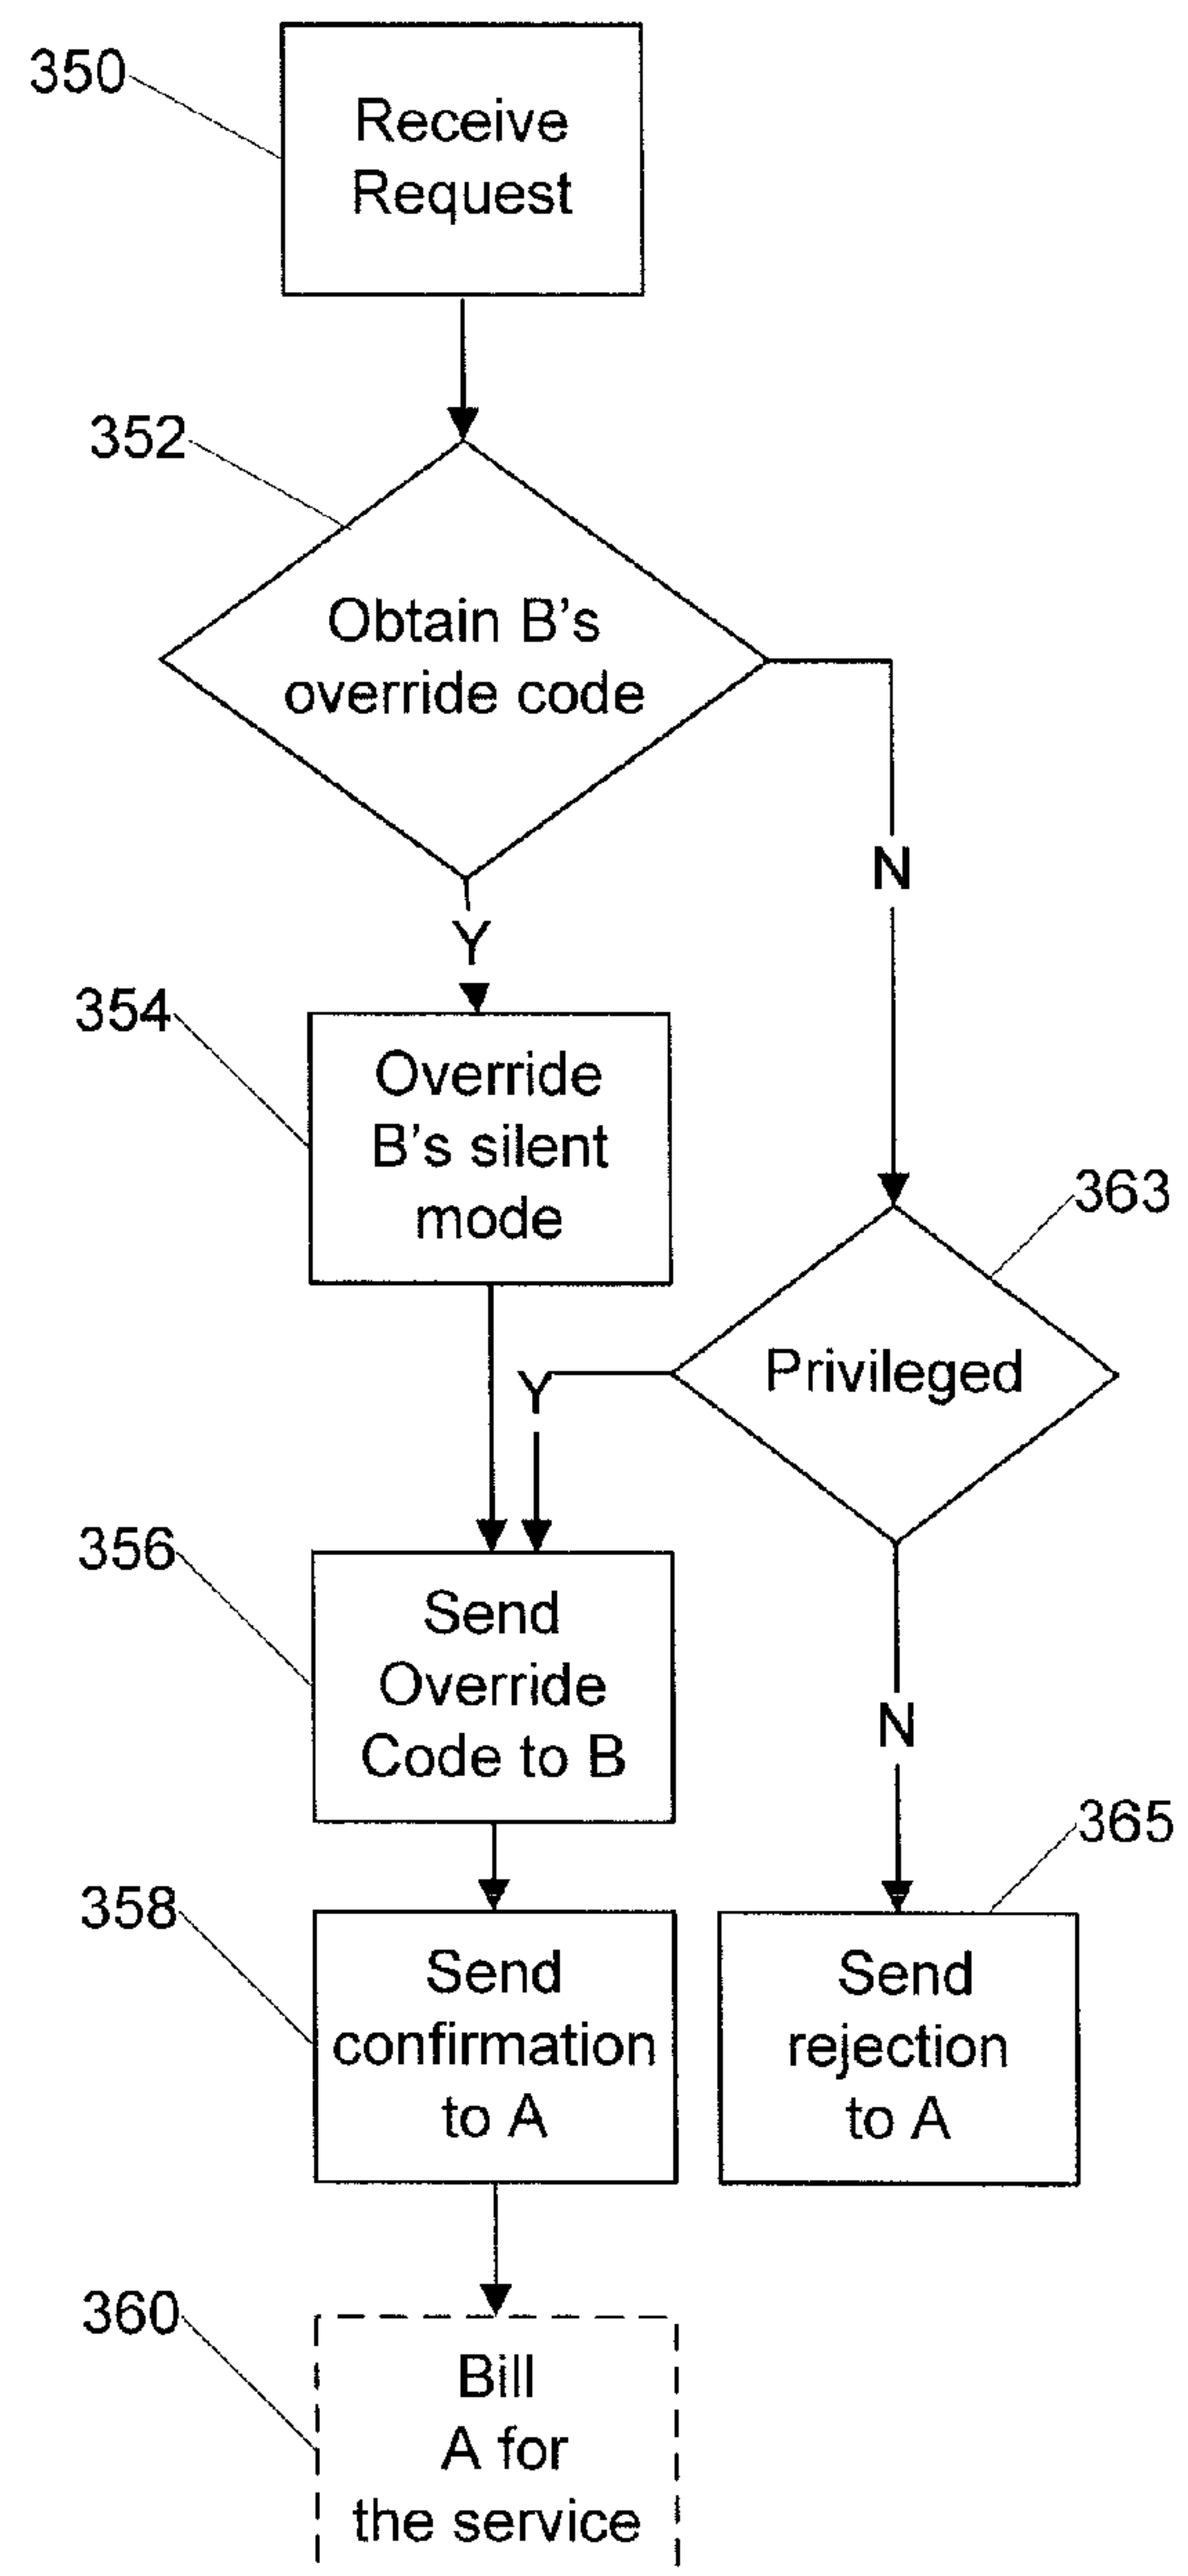 350
Receive
Request
352
Obtain B's
override code
N
Y
354
Override
B's silent
mode
363
Privileged
Y
356
Send
Override
Code to B
N
365
358
Send
confirmation
to A
Send
rejection
to A
360
Bill
A for
the service